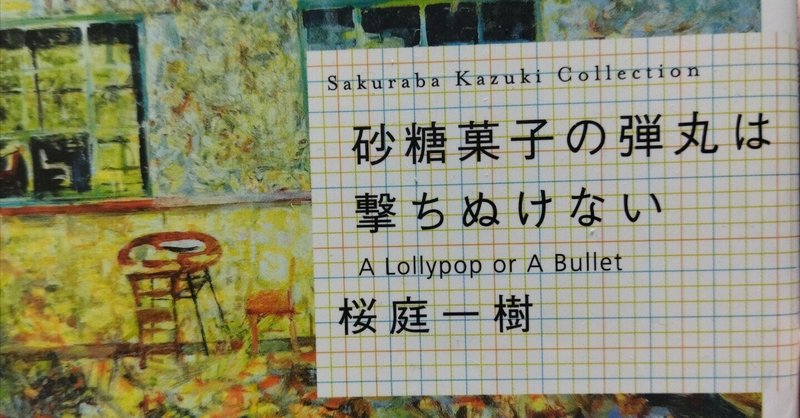 Sakuraba Kazuki Collection
砂糖菓子の弾丸は
撃ちぬけない
A Lollypop or A Bullet
桜庭一樹